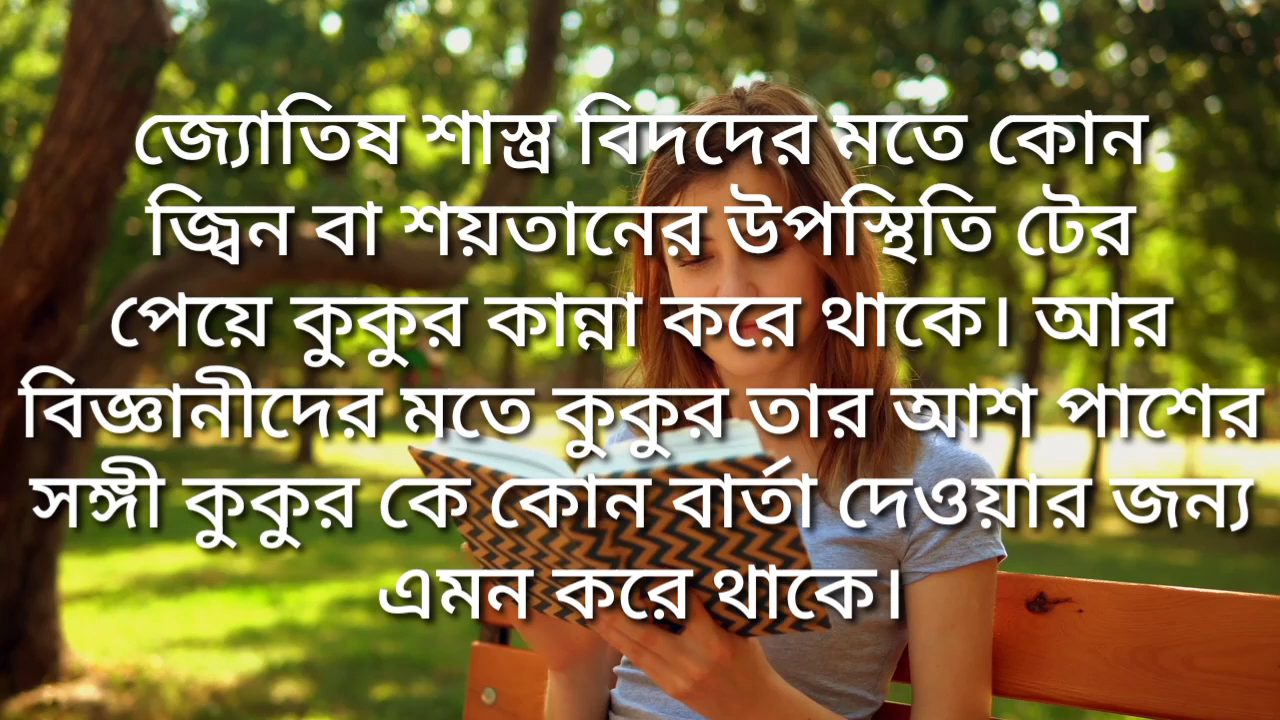 জ্যোতিষ শাস্ত্র বিদদের মতে কোন
জ্বিন বা শয়তানের উপস্থিতি টের
পেয়ে কুকুর কান্না করে থাকে। আর
বিজ্ঞানীদের মতে কুকুর তার আশ পাশের
সঙ্গী কুকুর কে কোন বার্তা দেওয়ার জন্য
এমন করে থাকে।